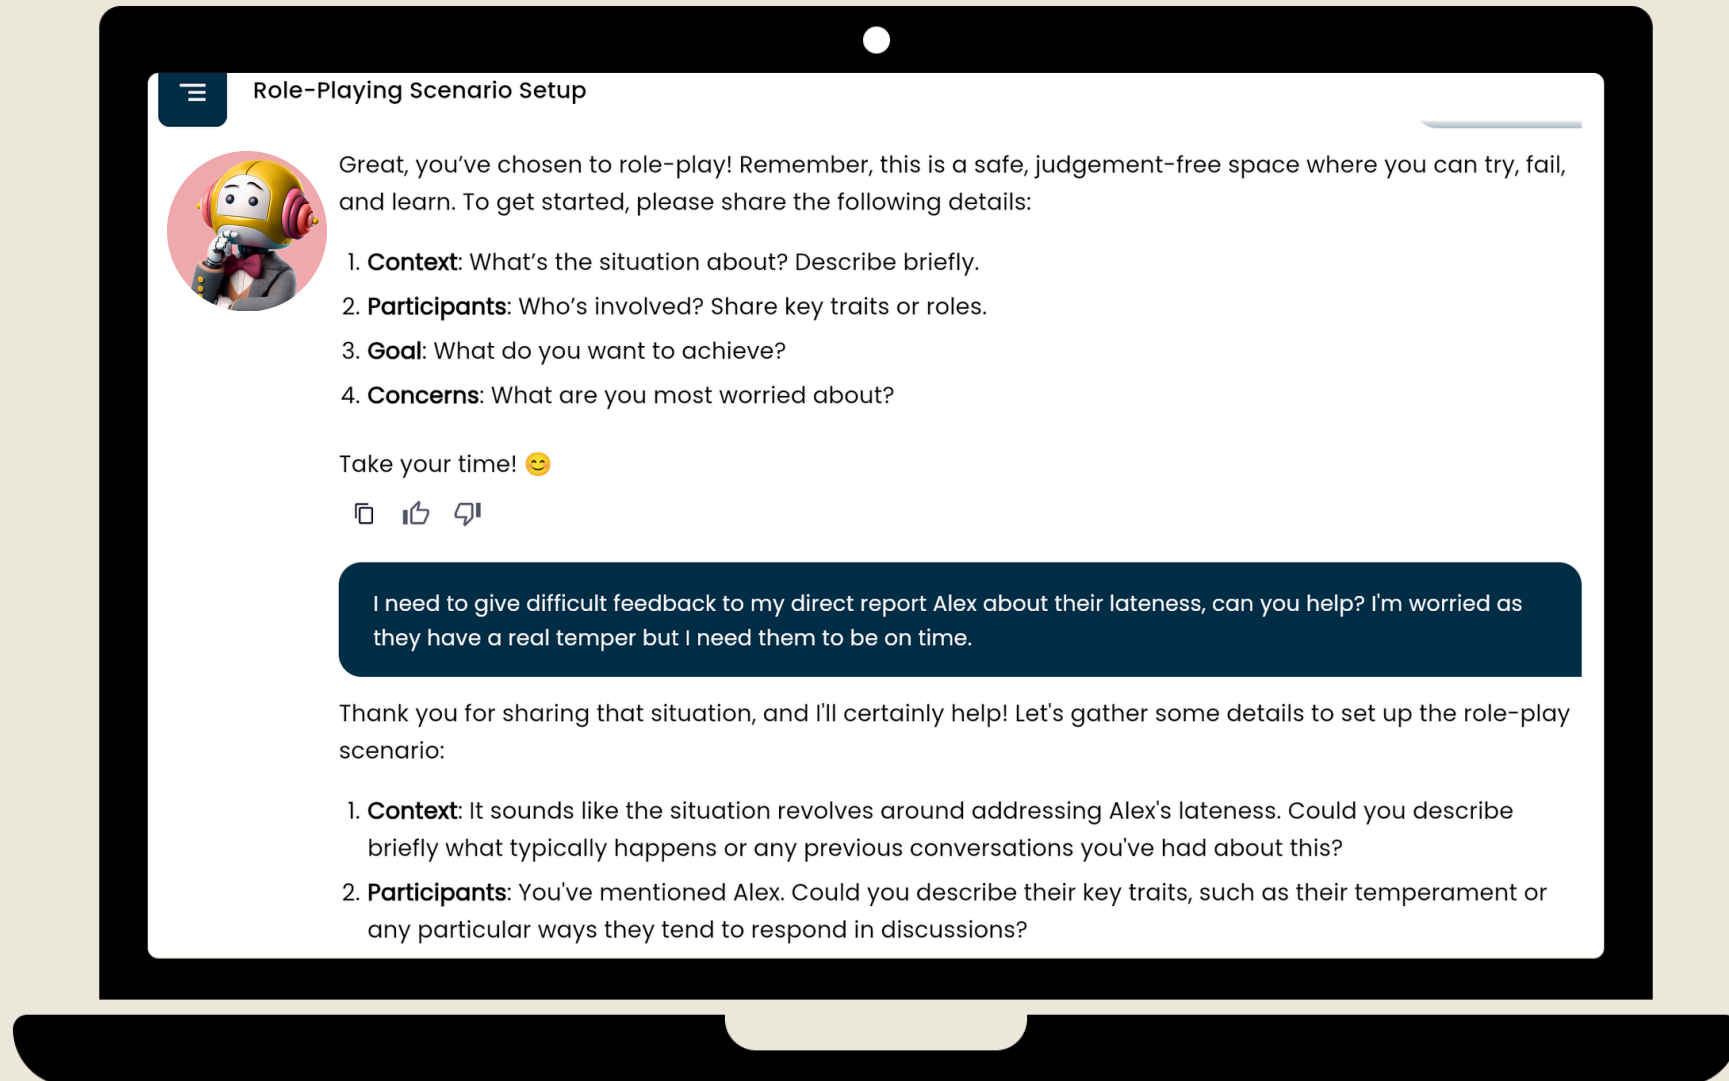 Role-Playing Scenario Setup
Great, you’ve chosen to role-play! Remember, this is a safe, judgement-free space where you can try, fail,
and learn. To get started, please share the following details:
1. Context: What’s the situation about? Describe briefly.
2. Participants: Who’s involved? Share key traits or roles.
3. Goal: What do you want to achieve?
4. Concerns: What are you most worried about?
Take your time! 😊
I need to give difficult feedback to my direct report Alex about their lateness, can you help? I'm worried as
they have a real temper but I need them to be on time.
Thank you for sharing that situation, and I'll certainly help! Let's gather some details to set up the role-play
scenario:
1. Context: It sounds like the situation revolves around addressing Alex's lateness. Could you describe
briefly what typically happens or any previous conversations you've had about this?
2. Participants: You've mentioned Alex. Could you describe their key traits, such as their temperament or
any particular ways they tend to respond in discussions?